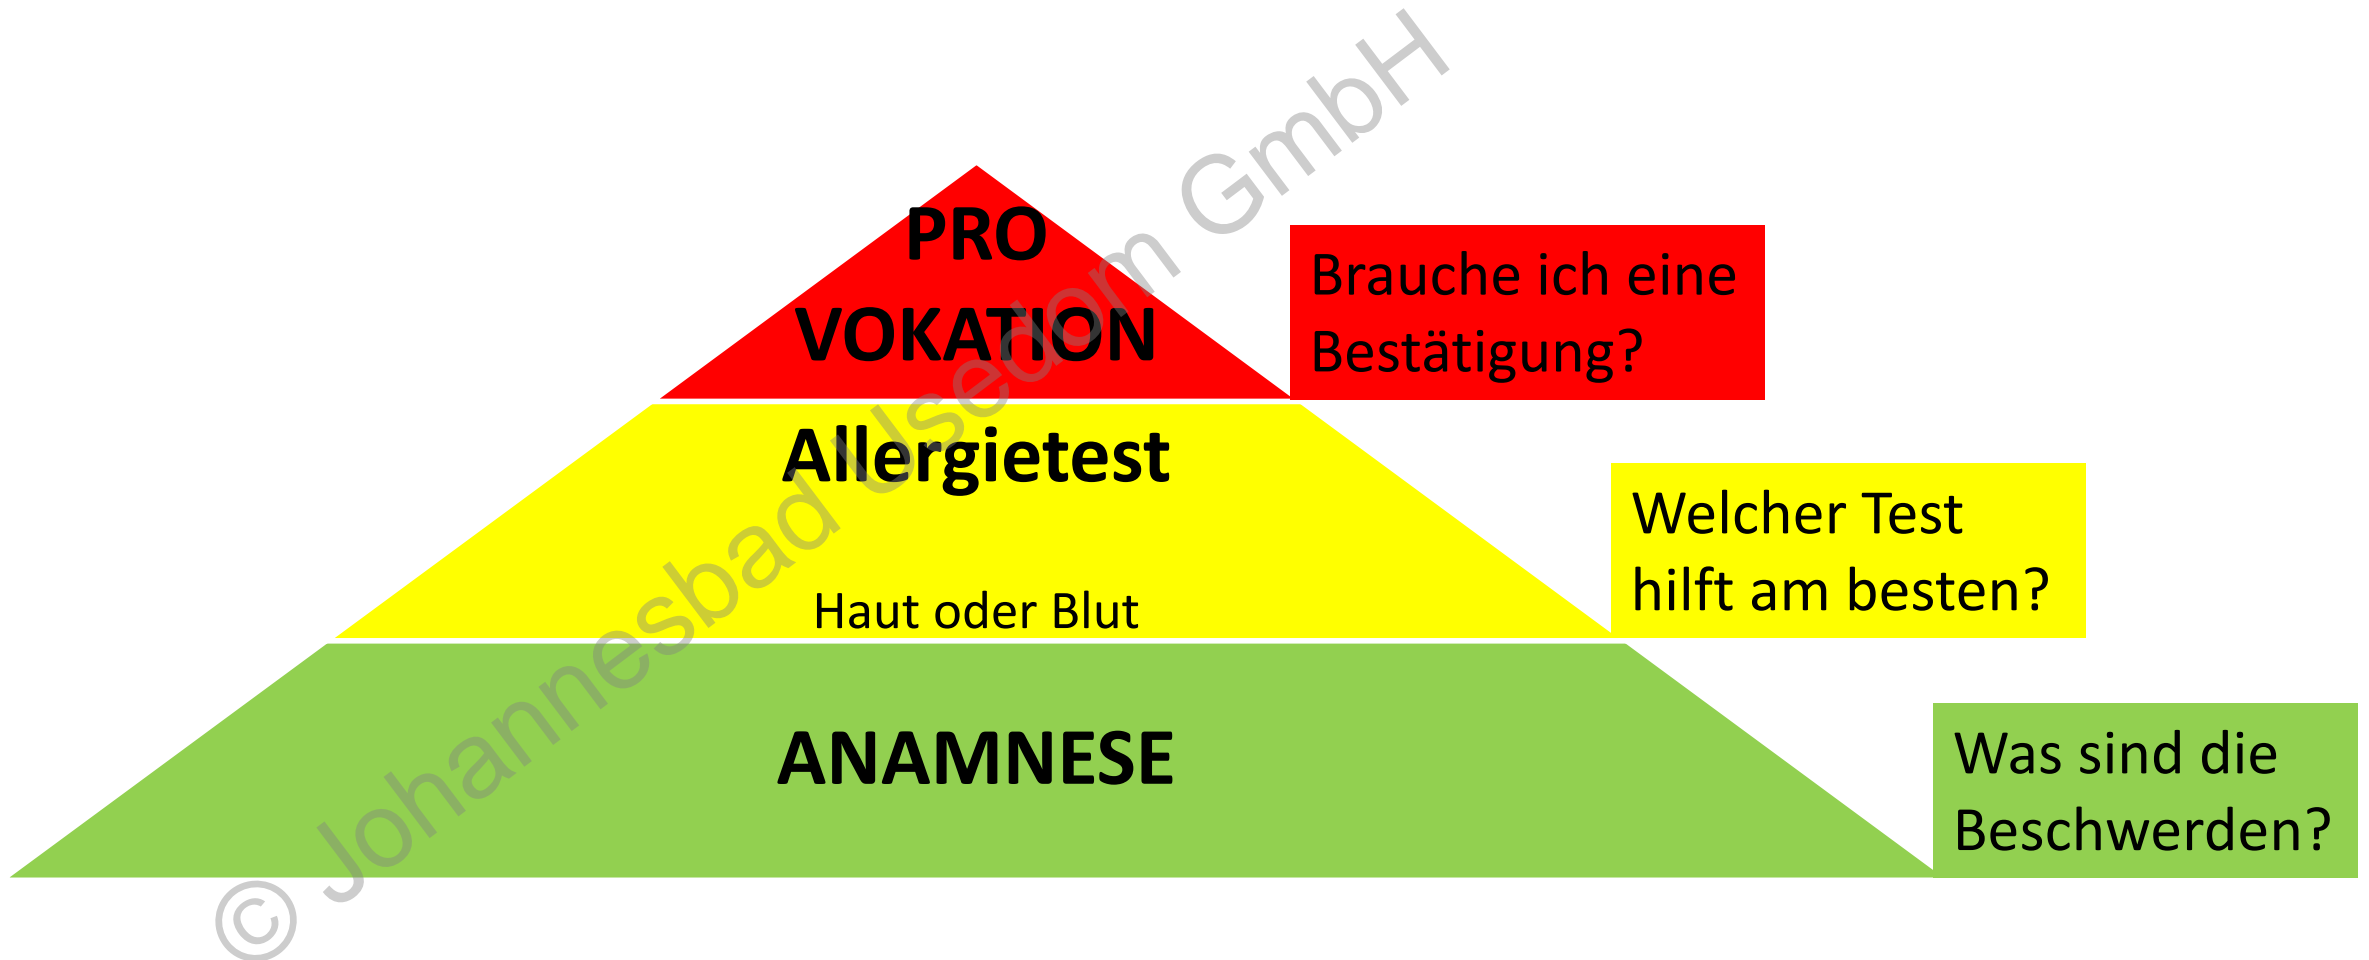 PRO
VOKATION
Brauche ich eine
Bestätigung?
Allergietest
Haut oder Blut
Welcher Test
hilft am besten?
ANAMNESE
Was sind die
Beschwerden?
© Johannesbad Usedom GmbH